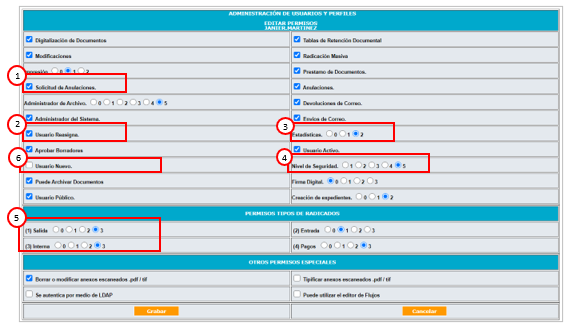 ADMINISTRACIÓN DE USUARIOS Y PERFILES
EDITAR PERMISOS
JANIER.MARTINEZ
Digitalización de Documentos
Tablas de Retención Documental
Modificaciones
Radicación Masiva
Impresión 0 1 2
Prestamo de Documentos.
1
Solicitud de Anulaciones.
Anulaciones.
Administrador de Archivo. 0 1 2 3 4 5
Devoluciones de Correo.
Administrador del Sistema.
Envios de Correo.
2
Usuario Reasigna.
3
Estadisticas. 0 1 2
Aprobar Borradores
Usuario Activo.
6
Usuario Nuevo.
4
Nivel de Seguridad. 1 2 3 4 5
Puede Archivar Documentos
Firma Digital. 0 1 2 3
Usuario Público.
Creación de expedientes. 0 1 2
PERMISOS TIPOS DE RADICADOS
5
(1) Salida 0 1 2 3
(2) Entrada 0 1 2 3
(3) Interna 0 1 2 3
(4) Pagos 0 1 2 3
OTROS PERMISOS ESPECIALES
Borrar o modificar anexos escaneados .pdf / tif
Tipificar anexos escaneados .pdf / tif
Se autentica por medio de LDAP
Puede utilizar el editor de Flujos
Grabar
Cancelar